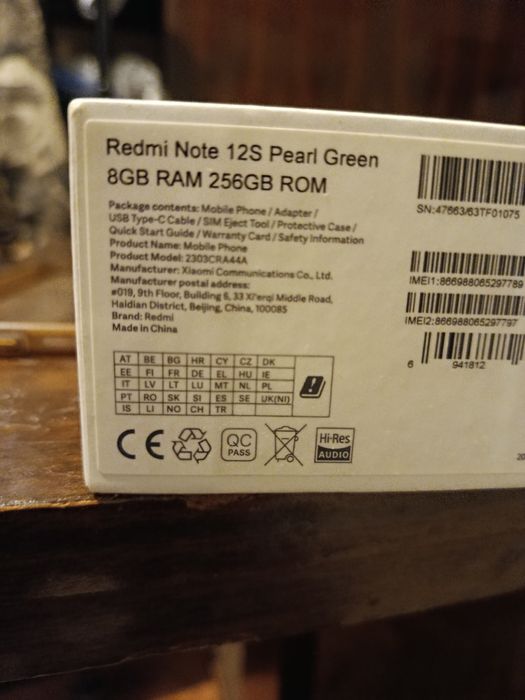 Redmi Note 12S Pearl Green
8GB RAM 256GB ROM
Package contents: Mobile Phone / Adapter /
USB Type-C Cable / SIM Eject Tool / Protective Case /
Quick Start Guide / Warranty Card / Safety Information
Product Name: Mobile Phone
Product Model: 2303CRA44A
Manufacturer: Xiaomi Communications Co., Ltd.
Manufacturer postal address:
#019, 9th Floor, Building 6, 33 Xi'erqi Middle Road,
Haidian District, Beijing, China, 100085
Brand: Redmi
Made in China
SN:47663/63TF01075
IMEI1:866988065297789
IMEI2:866988065297797
6 941812
AT BE BG HR CY CZ DK
EE FI FR DE EL HU IE
IT LV LT LU MT NL PL
PT RO SK SI ES SE UK(NI)
IS LI NO CH TR
CE QC PASS Hi-Res AUDIO
20